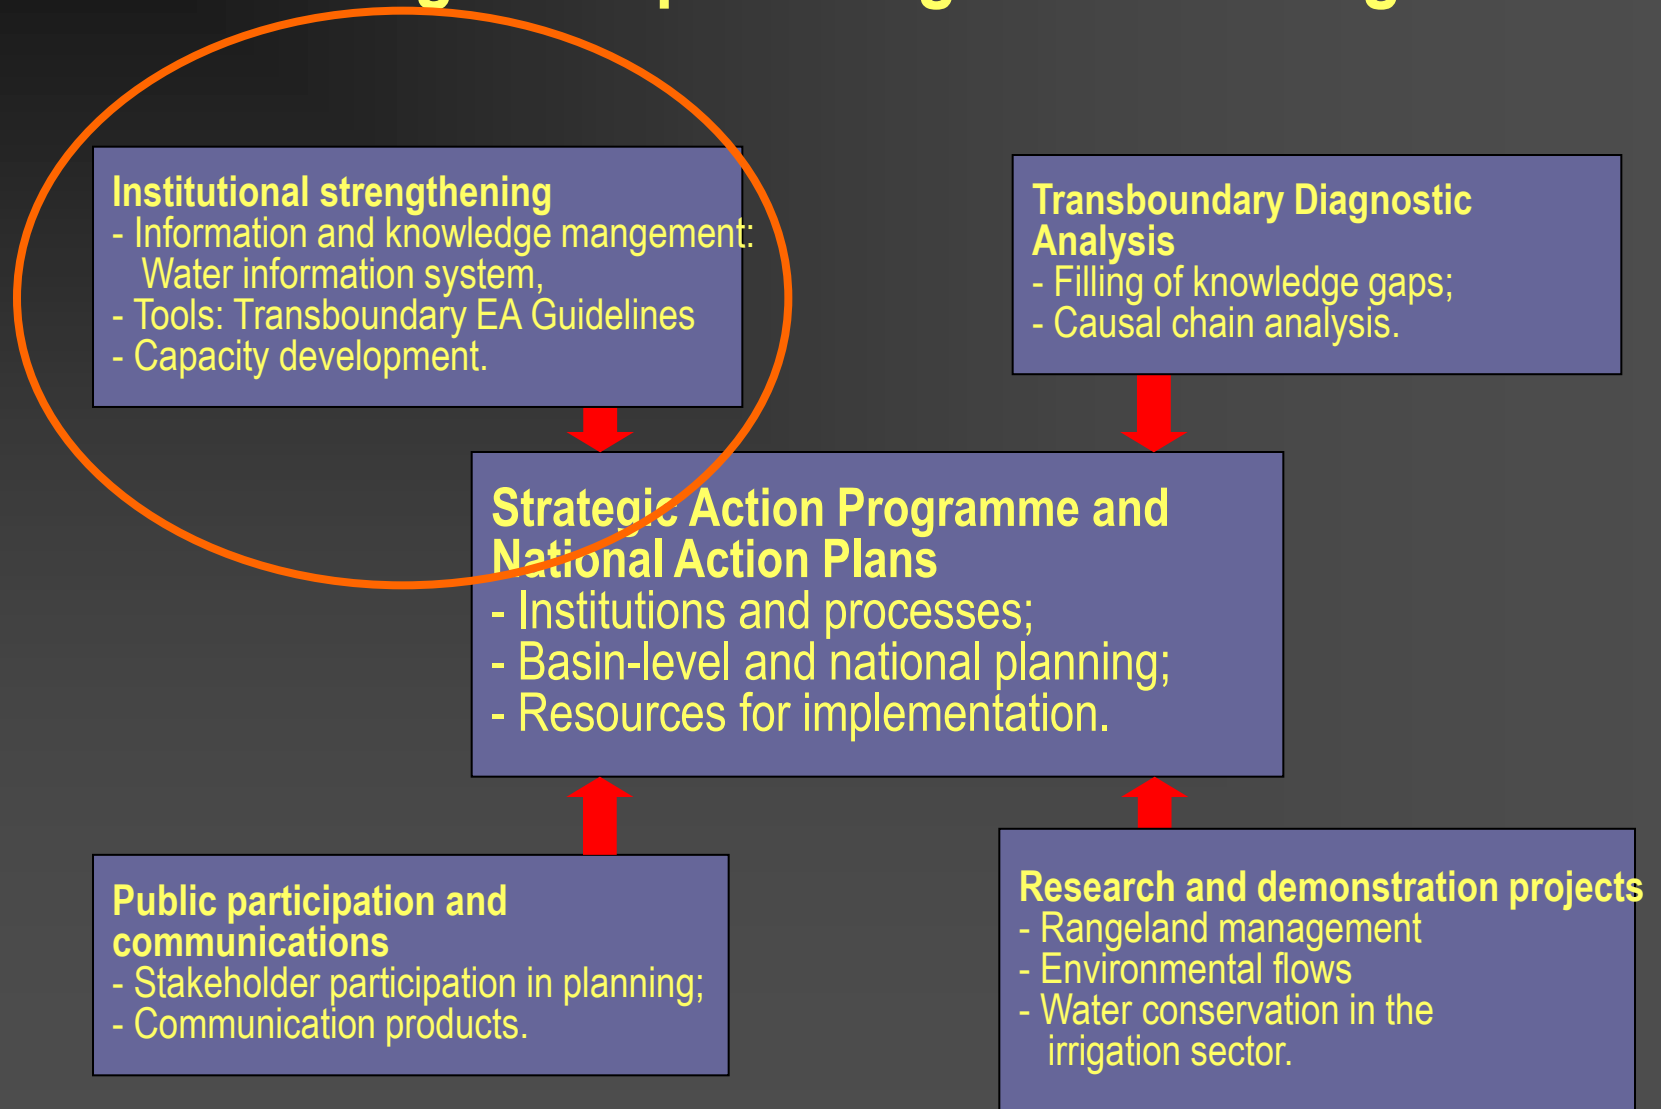 Institutional strengthening
- Information and knowledge mangement:
Water information system,
- Tools: Transboundary EA Guidelines
- Capacity development.
Transboundary Diagnostic
Analysis
- Filling of knowledge gaps;
- Causal chain analysis.
Strategic Action Programme and
National Action Plans
- Institutions and processes;
- Basin-level and national planning;
- Resources for implementation.
Public participation and
communications
- Stakeholder participation in planning;
- Communication products.
Research and demonstration projects
- Rangeland management
- Environmental flows
- Water conservation in the
irrigation sector.